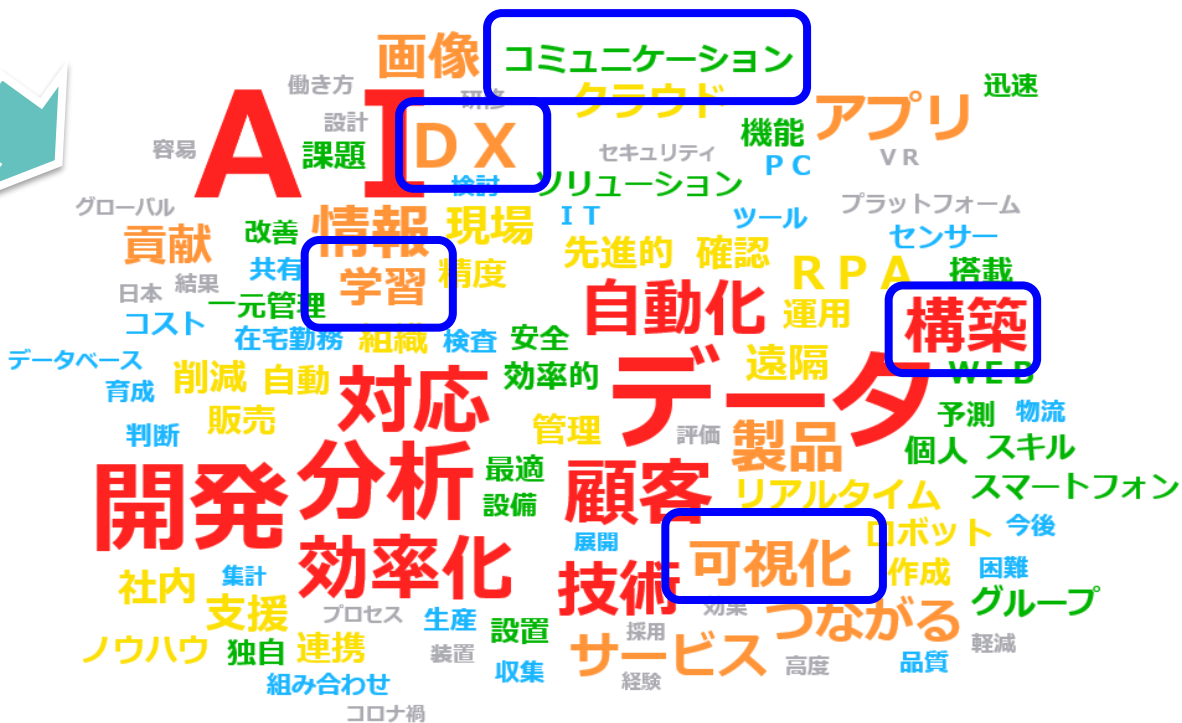 画像
コミュニケーション
働き方
研修
クラウド
迅速
AI
設計
DX
アプリ
容易
課題
機能
セキュリティ
PC
VR
検討
ソリューション
グローバル
情報
現場
IT
ツール
プラットフォーム
貢献
改善
先進的
確認
センサー
共有
学習
精度
RPA
搭載
日本
結果
一元管理
自動化
運用
構築
コスト
在宅勤務
組織
検査
安全
データベース
育成
削減
自動
対応
効率的
データ
遠隔
WEB
販売
管理
評価
製品
予測
物流
判断
個人
スキル
開発
分析
最適
顧客
リアルタイム
スマートフォン
設備
ロボット
今後
社内
集計
効率化
展開
技術
可視化
作成
困難
支援
プロセス
生産
設置
採用
効果
つながる
グループ
ノウハウ
独自
連携
装置
収集
サービス
高度
品質
軽減
組み合わせ
経験
コロナ禍